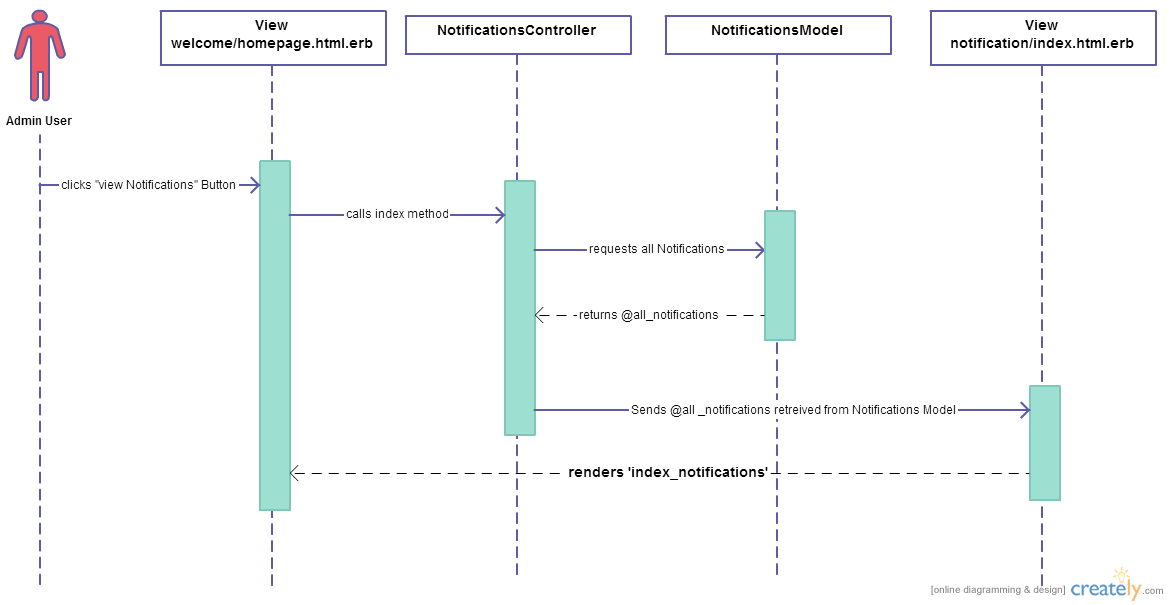 View
welcome/homepage.html.erb
NotificationsController
NotificationsModel
View
notification/index.html.erb
Admin User
clicks "view Notifications" Button
calls index method
requests all Notifications
returns @all_notifications
Sends @all _notifications retreived from Notifications Model
renders 'index_notifications'
[online diagramming & design] creately.com